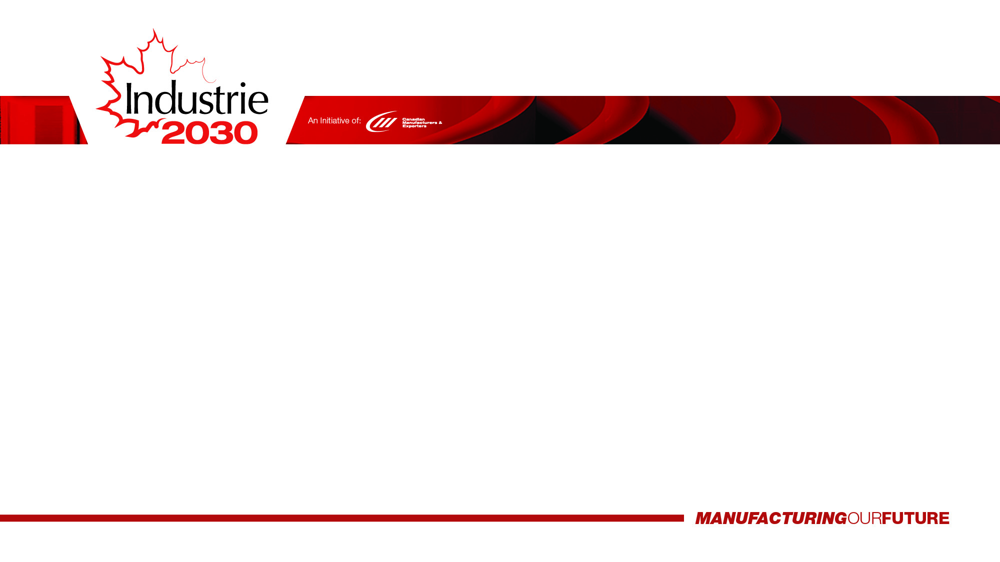 Industrie
2030
An Initiative of:
Canadian
Manufacturers &
Exporters
MANUFACTURINGOURFUTURE